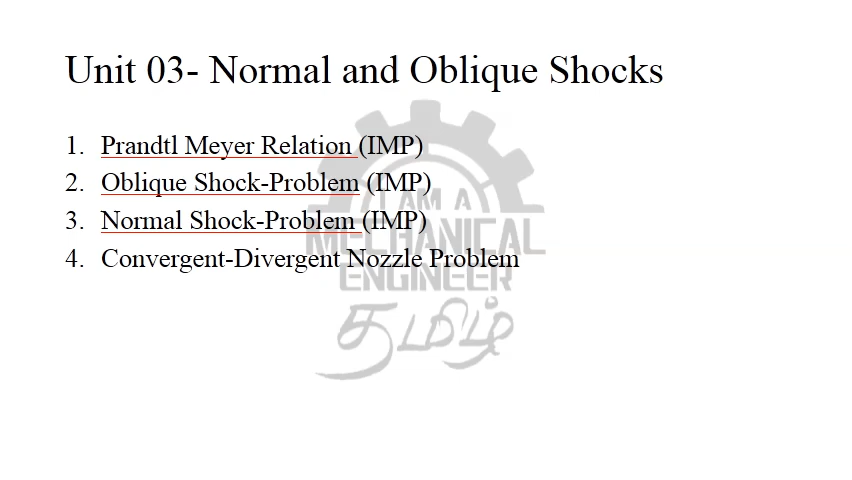 Unit 03- Normal and Oblique Shocks
1. Prandtl Meyer Relation (IMP)
2. Oblique Shock-Problem (IMP)
3. Normal Shock-Problem (IMP)
4. Convergent-Divergent Nozzle Problem
I AM A
MECHANICAL
ENGINEER
தமிழ்